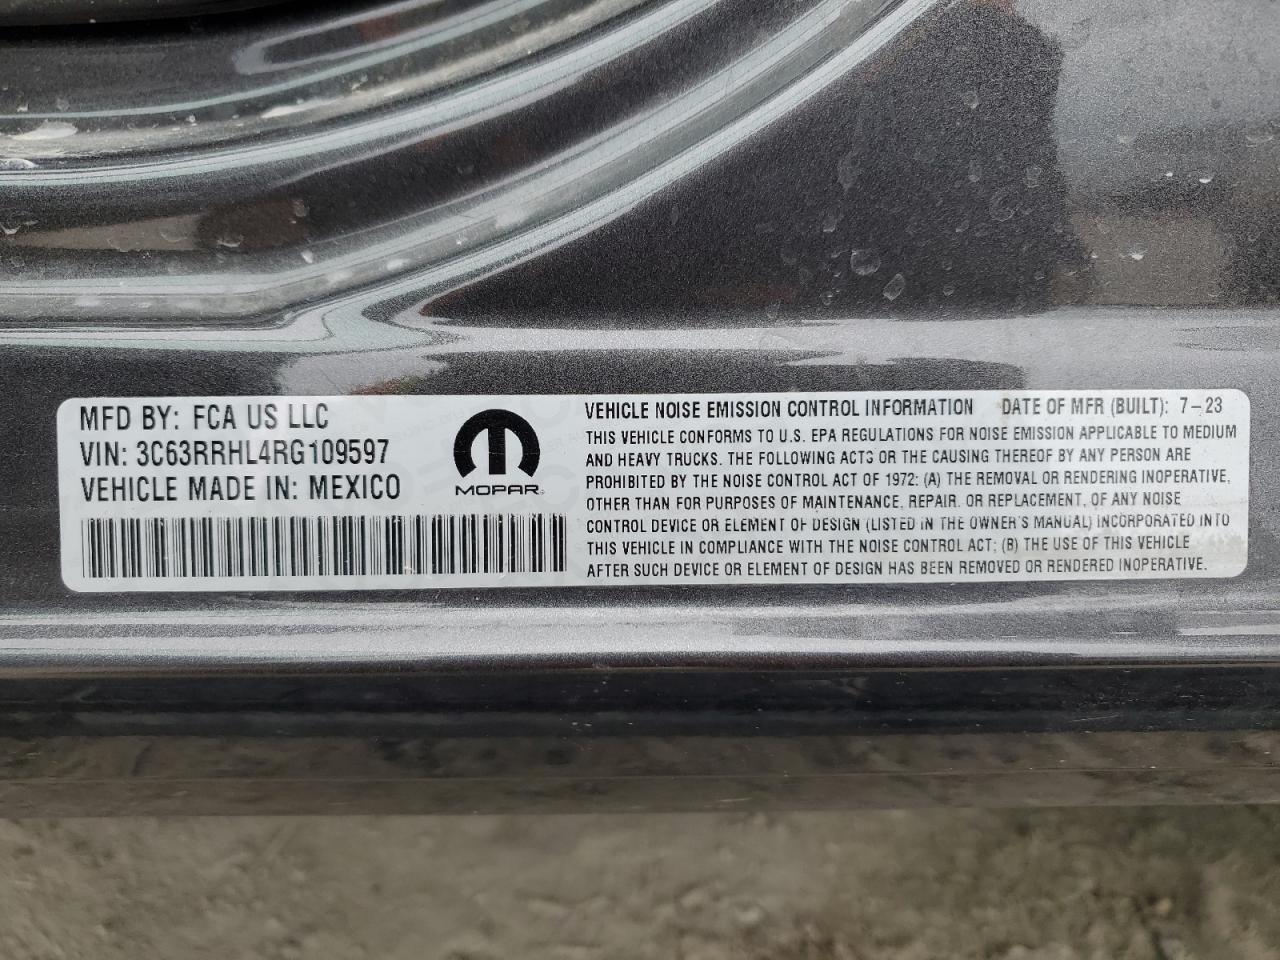 MFD BY: FCA US LLC
VIN: 3C63RRHL4RG109597
VEHICLE MADE IN: MEXICO
MOPAR
VEHICLE NOISE EMISSION CONTROL INFORMATION DATE OF MFR (BUILT): 7-23
THIS VEHICLE CONFORMS TO U.S. EPA REGULATIONS FOR NOISE EMISSION APPLICABLE TO MEDIUM
AND HEAVY TRUCKS. THE FOLLOWING ACTS OR THE CAUSING THEREOF BY ANY PERSON ARE
PROHIBITED BY THE NOISE CONTROL ACT OF 1972: (A) THE REMOVAL OR RENDERING INOPERATIVE,
OTHER THAN FOR PURPOSES OF MAINTENANCE, REPAIR, OR REPLACEMENT, OF ANY NOISE
CONTROL DEVICE OR ELEMENT OF DESIGN (LISTED IN THE OWNER'S MANUAL) INCORPORATED INTO
THIS VEHICLE IN COMPLIANCE WITH THE NOISE CONTROL ACT; (B) THE USE OF THIS VEHICLE
AFTER SUCH DEVICE OR ELEMENT OF DESIGN HAS BEEN REMOVED OR RENDERED INOPERATIVE.